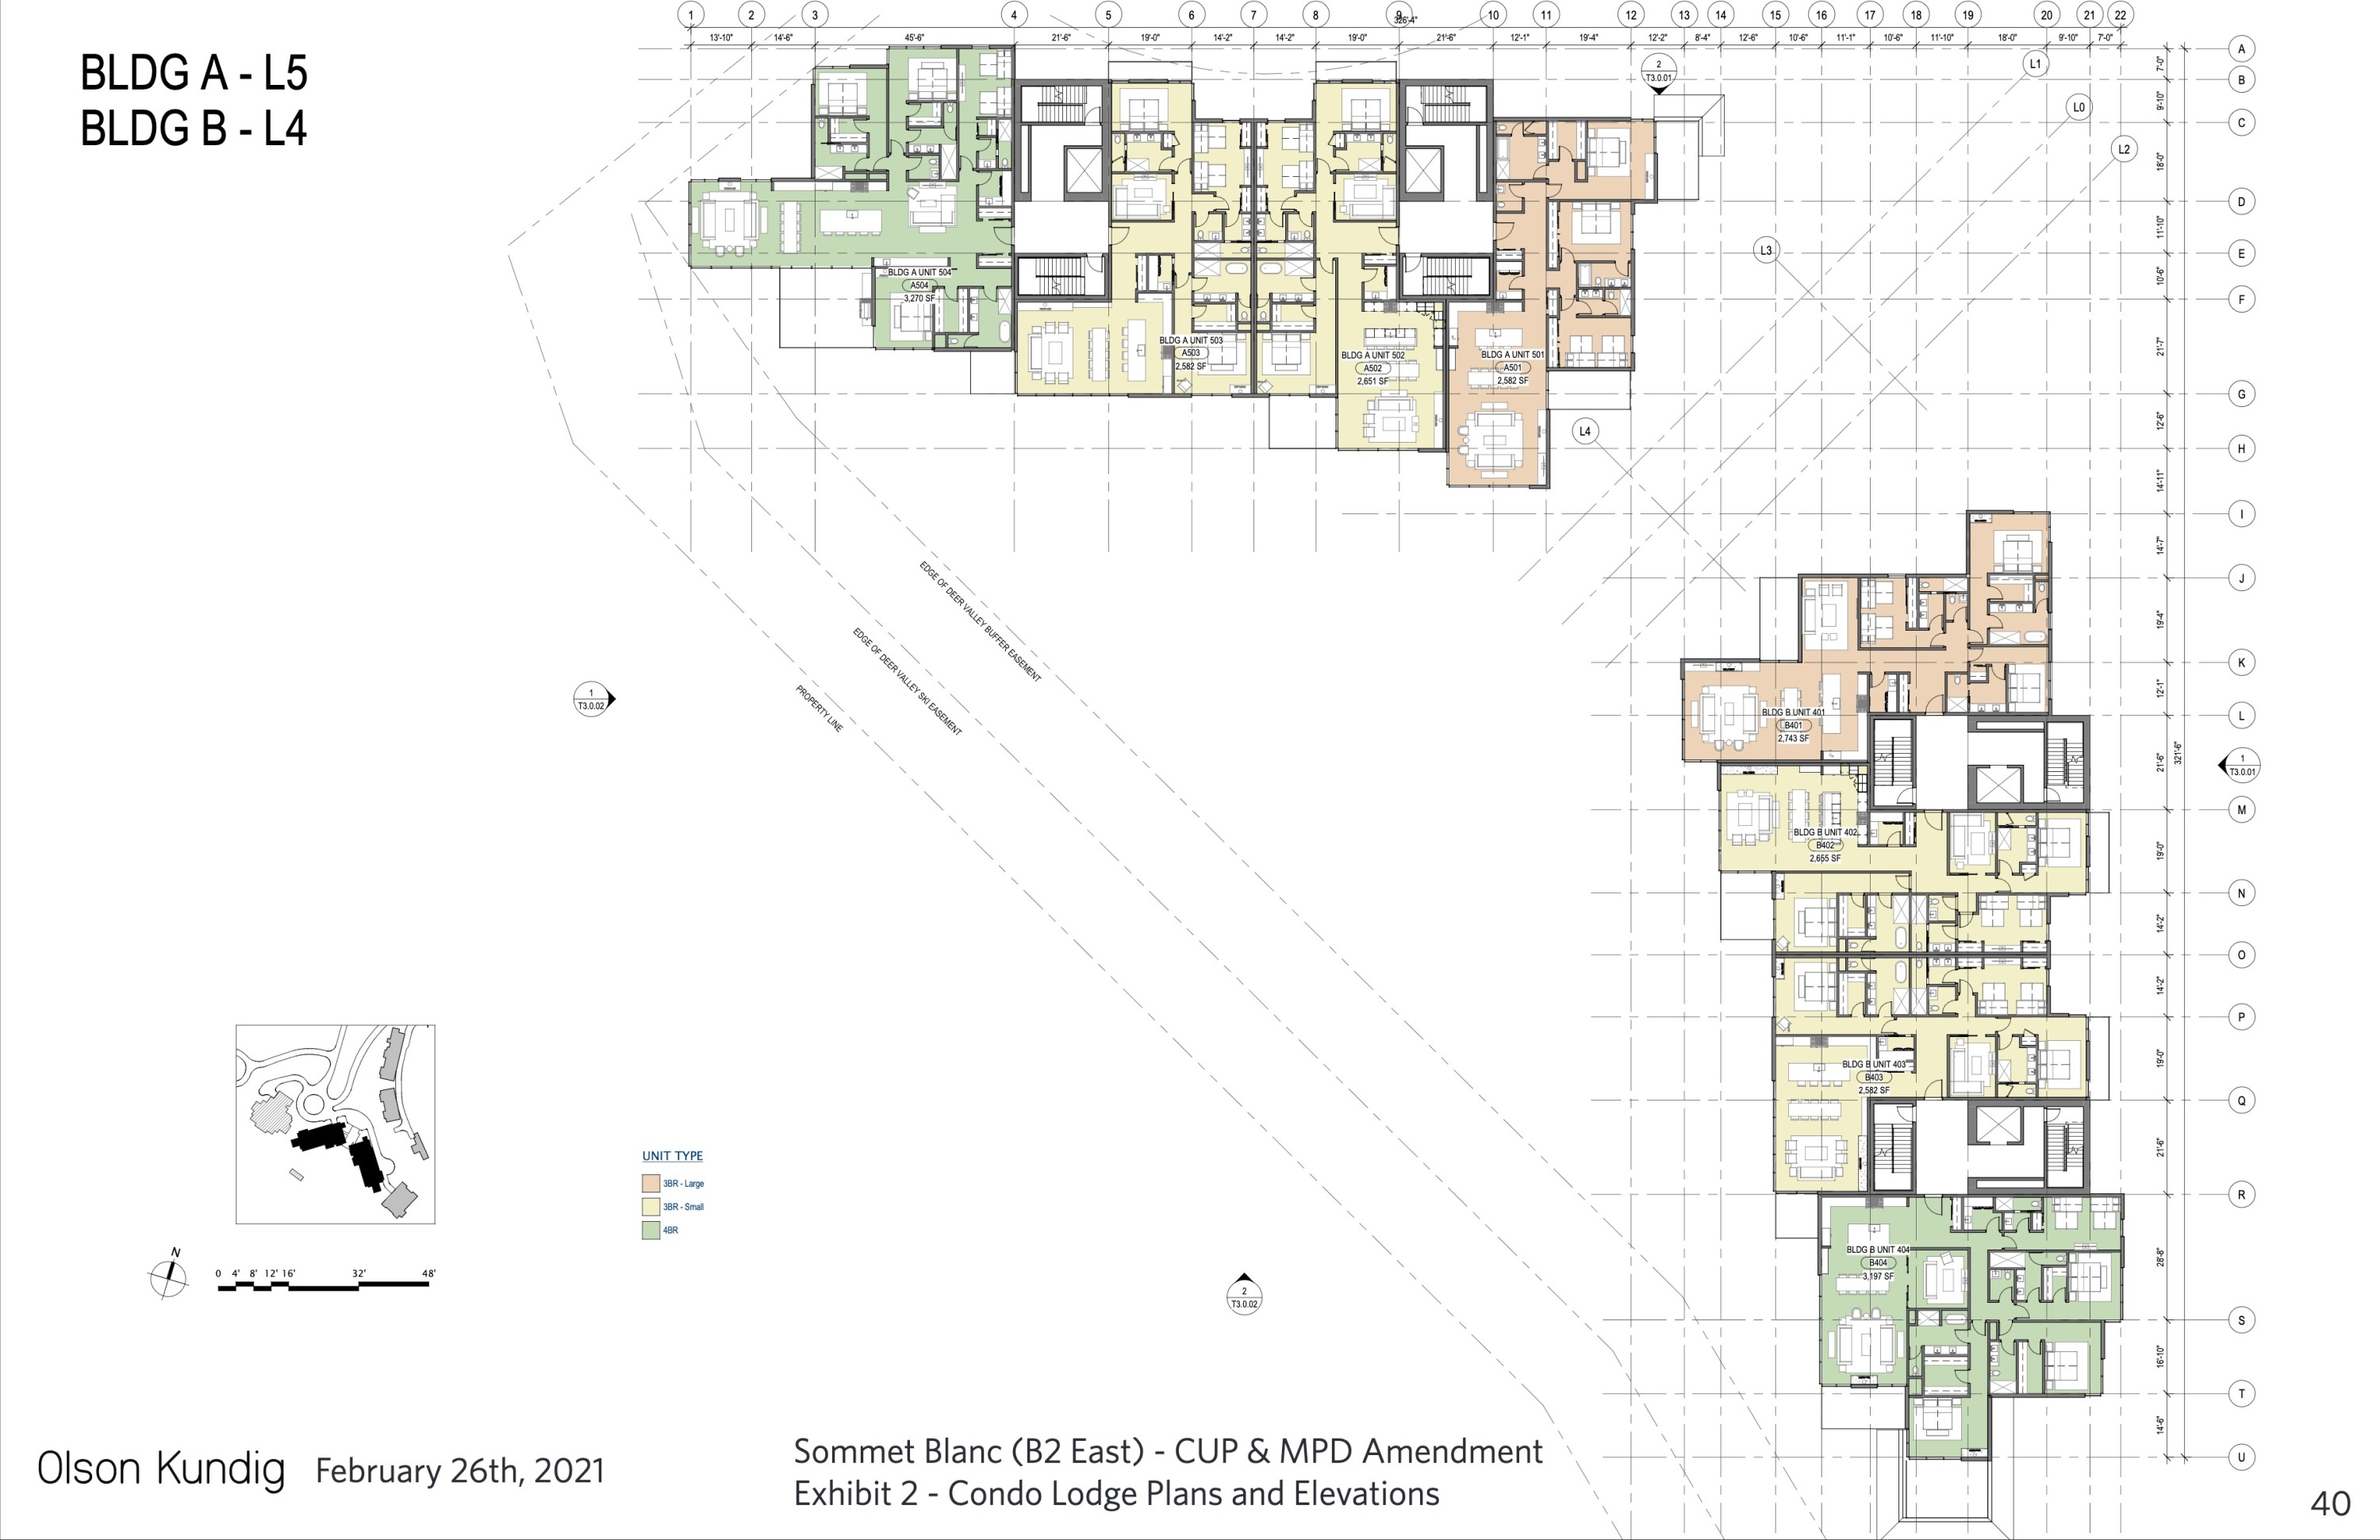 BLDG A - L5
BLDG B - L4
1 2 3 4 5 6 7 8 9 10 11 12 13 14 15 16 17 18 19 20 21 22
326'-4"
13'-10" 14'-6" 45'-6" 21'-6" 19'-0" 14'-2" 14'-2" 19'-0" 21'-6" 12'-1" 19'-4" 12'-2" 8'-4" 12'-6" 10'-6" 11'-1" 10'-6" 11'-10" 18'-0" 9'-10" 7'-0"
2
T3.0.01
L1
L0
L2
L3
L4
A
7'-0"
B
9'-10"
C
18'-0"
D
11'-10"
E
10'-6"
F
21'-7"
G
12'-6"
H
14'-11"
I
14'-7"
J
19'-4"
K
12'-1"
L
21'-6"
M
19'-0"
N
14'-2"
O
14'-2"
P
19'-0"
Q
21'-6"
R
28'-8"
S
16'-10"
T
14'-6"
U
321'-6"
1
T3.0.01
BLDG A UNIT 504
A504
3,270 SF
BLDG A UNIT 503
A503
2,582 SF
BLDG A UNIT 502
A502
2,651 SF
BLDG A UNIT 501
A501
2,582 SF
EDGE OF DEER VALLEY BUFFER EASEMENT
EDGE OF DEER VALLEY SKI EASEMENT
PROPERTY LINE
1
T3.0.02
BLDG B UNIT 401
B401
2,743 SF
BLDG B UNIT 402
B402
2,655 SF
BLDG B UNIT 403
B403
2,582 SF
BLDG B UNIT 404
B404
3,197 SF
UNIT TYPE
3BR - Large
3BR - Small
4BR
N
0 4' 8' 12' 16' 32' 48'
2
T3.0.02
Olson Kundig February 26th, 2021
Sommet Blanc (B2 East) - CUP & MPD Amendment
Exhibit 2 - Condo Lodge Plans and Elevations
40